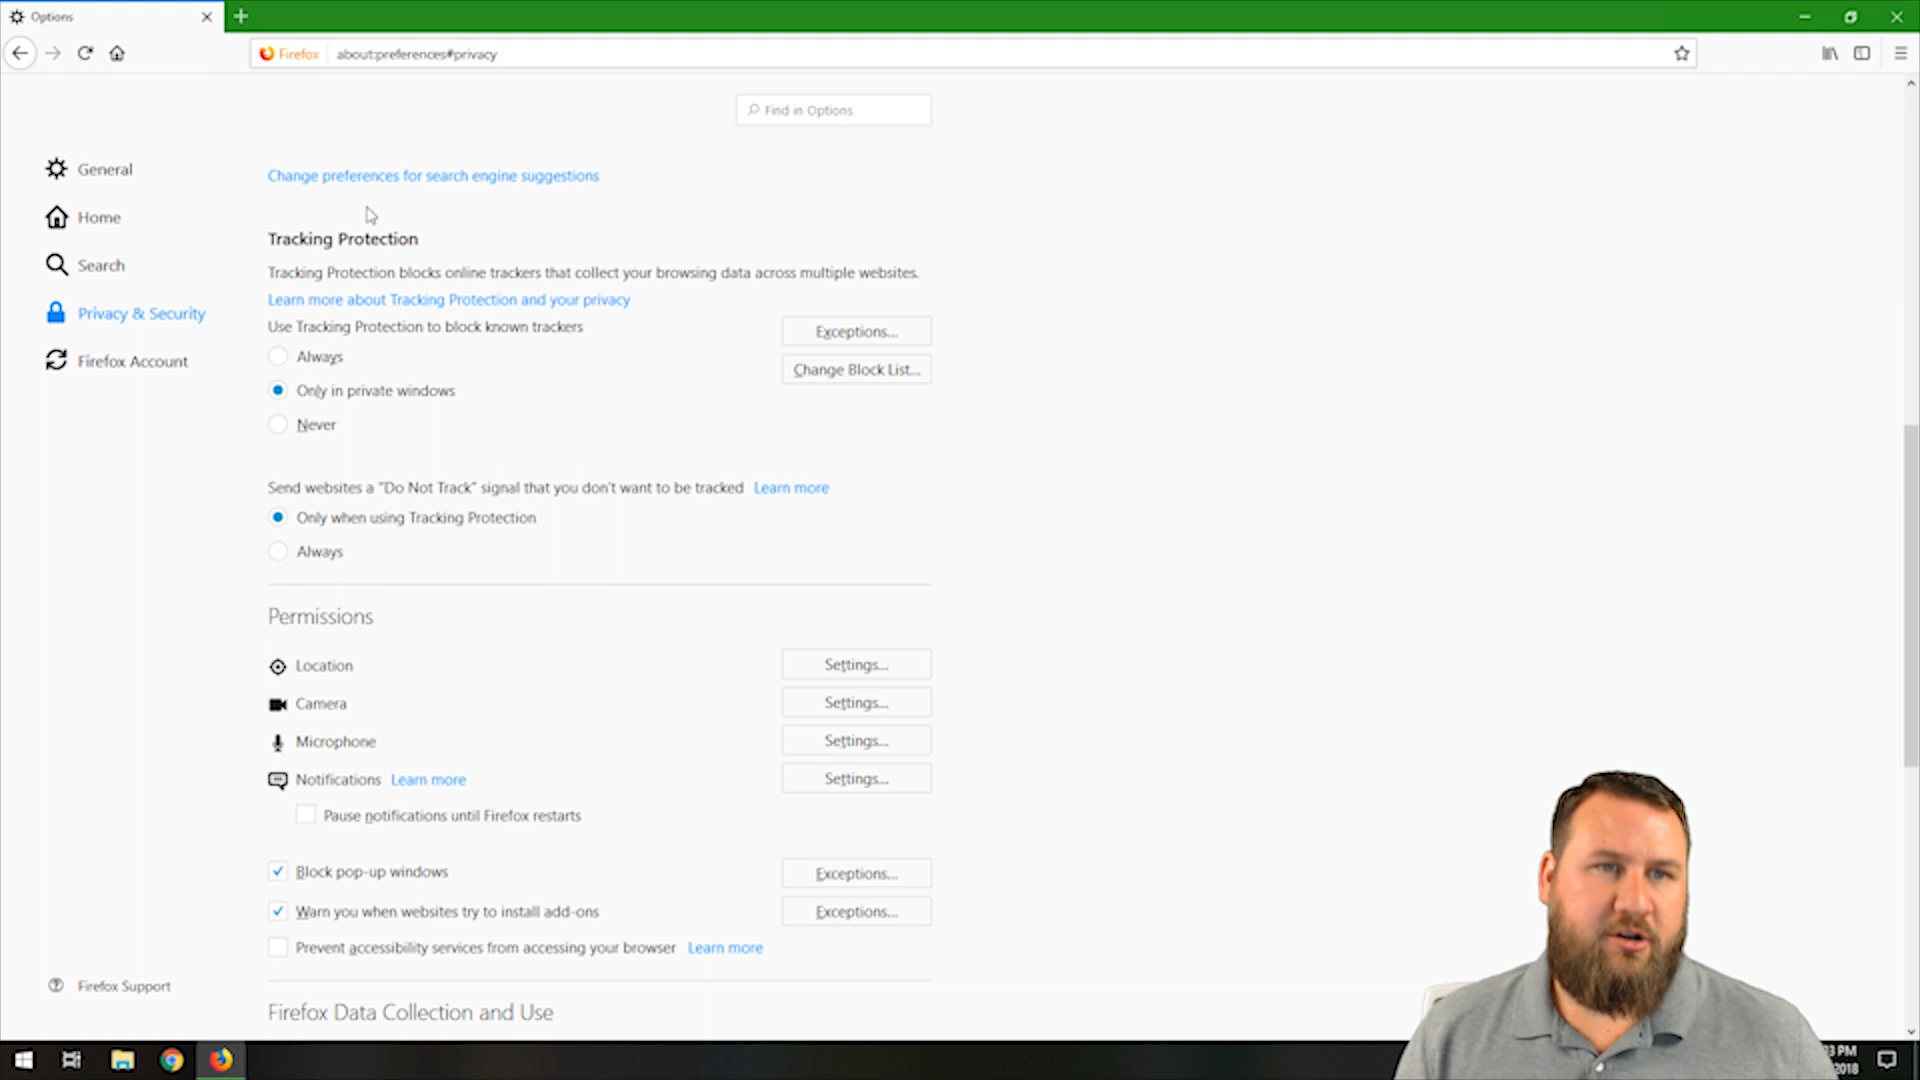 Options
Firefox
about:preferences#privacy
Find in Options
General
Home
Search
Privacy & Security
Firefox Account
Firefox Support
Change preferences for search engine suggestions
Tracking Protection
Tracking Protection blocks online trackers that collect your browsing data across multiple websites.
Learn more about Tracking Protection and your privacy
Use Tracking Protection to block known trackers
Exceptions...
Always
Change Block List...
Only in private windows
Never
Send websites a "Do Not Track" signal that you don't want to be tracked Learn more
Only when using Tracking Protection
Always
Permissions
Location Settings...
Camera Settings...
Microphone Settings...
Notifications Learn more Settings...
Pause notifications until Firefox restarts
Block pop-up windows Exceptions...
Warn you when websites try to install add-ons Exceptions...
Prevent accessibility services from accessing your browser Learn more
Firefox Data Collection and Use
3 PM
2018